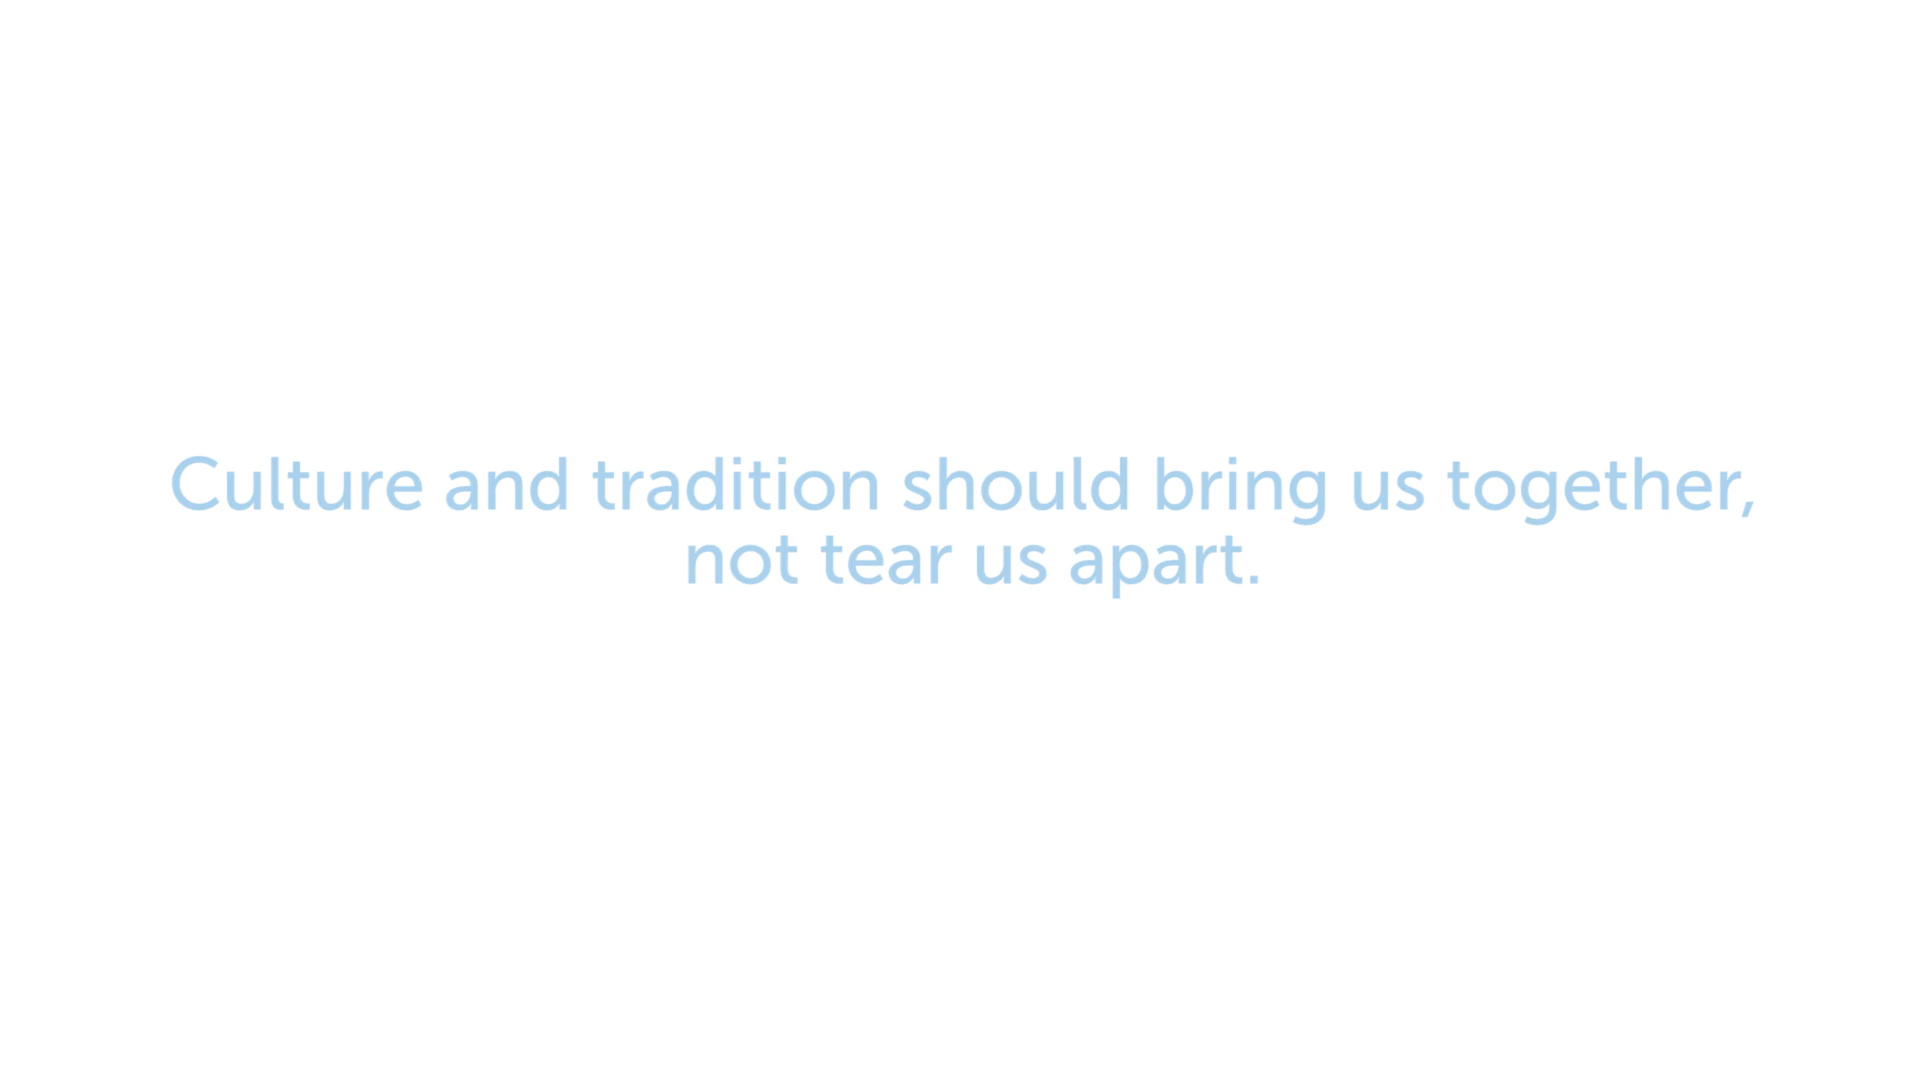 Culture and tradition should bring us together,
not tear us apart.